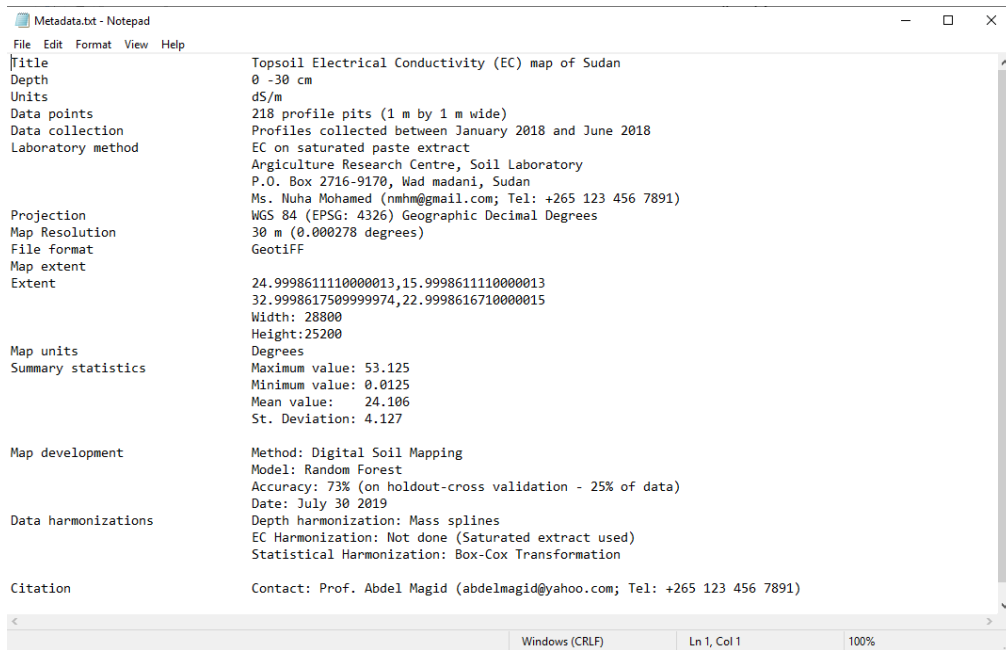 Metadata.txt - Notepad
File Edit Format View Help
Title Topsoil Electrical Conductivity (EC) map of Sudan
Depth 0 -30 cm
Units dS/m
Data points 218 profile pits (1 m by 1 m wide)
Data collection Profiles collected between January 2018 and June 2018
Laboratory method EC on saturated paste extract
Argiculture Research Centre, Soil Laboratory
P.O. Box 2716-9170, Wad madani, Sudan
Ms. Nuha Mohamed (nmhm@gmail.com; Tel: +265 123 456 7891)
Projection WGS 84 (EPSG: 4326) Geographic Decimal Degrees
Map Resolution 30 m (0.000278 degrees)
File format GeotiFF
Map extent
Extent 24.9998611110000013,15.9998611110000013
32.9998617509999974,22.9998616710000015
Width: 28800
Height:25200
Map units Degrees
Summary statistics Maximum value: 53.125
Minimum value: 0.0125
Mean value: 24.106
St. Deviation: 4.127
Map development Method: Digital Soil Mapping
Model: Random Forest
Accuracy: 73% (on holdout-cross validation - 25% of data)
Date: July 30 2019
Data harmonizations Depth harmonization: Mass splines
EC Harmonization: Not done (Saturated extract used)
Statistical Harmonization: Box-Cox Transformation
Citation Contact: Prof. Abdel Magid (abdelmagid@yahoo.com; Tel: +265 123 456 7891)
Windows (CRLF) Ln 1, Col 1 100%